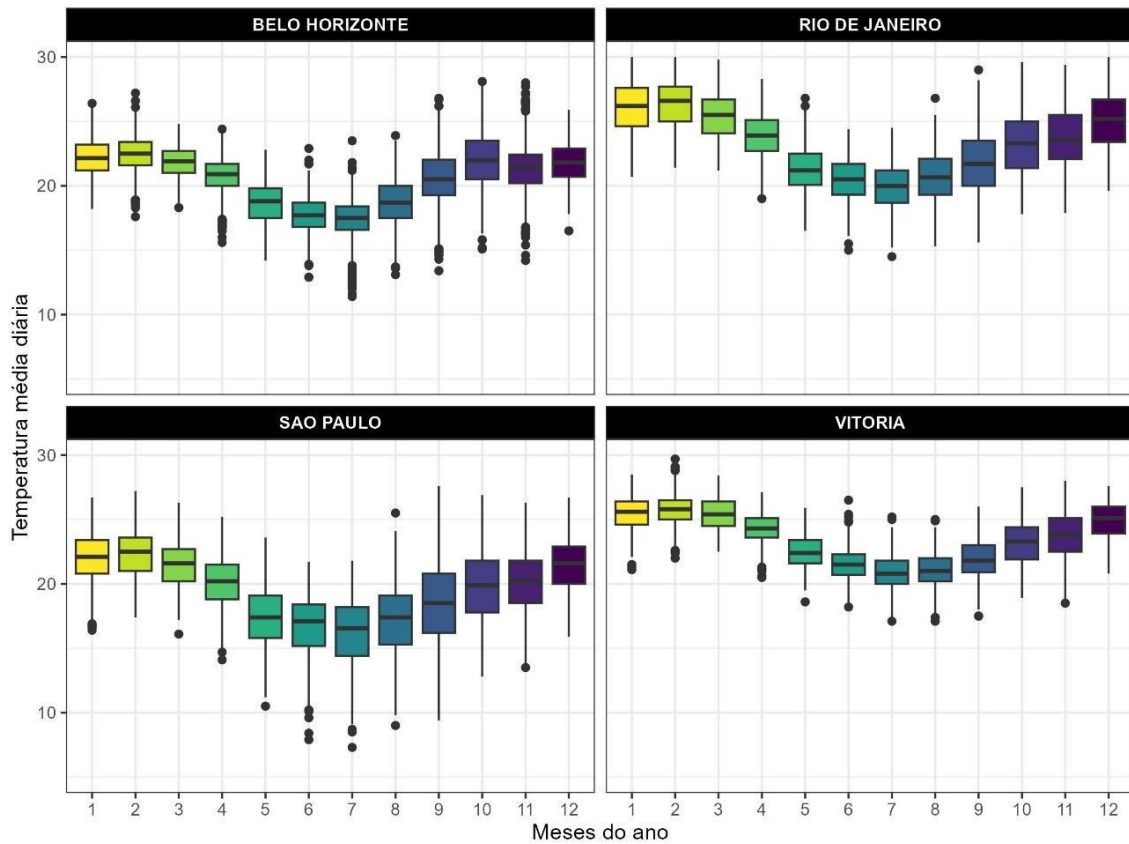 BELO HORIZONTE
RIO DE JANEIRO
30
20
10
SAO PAULO
VITORIA
30
20
10
Temperatura média diária
1 2 3 4 5 6 7 8 9 10 11 12
1 2 3 4 5 6 7 8 9 10 11 12
Meses do ano